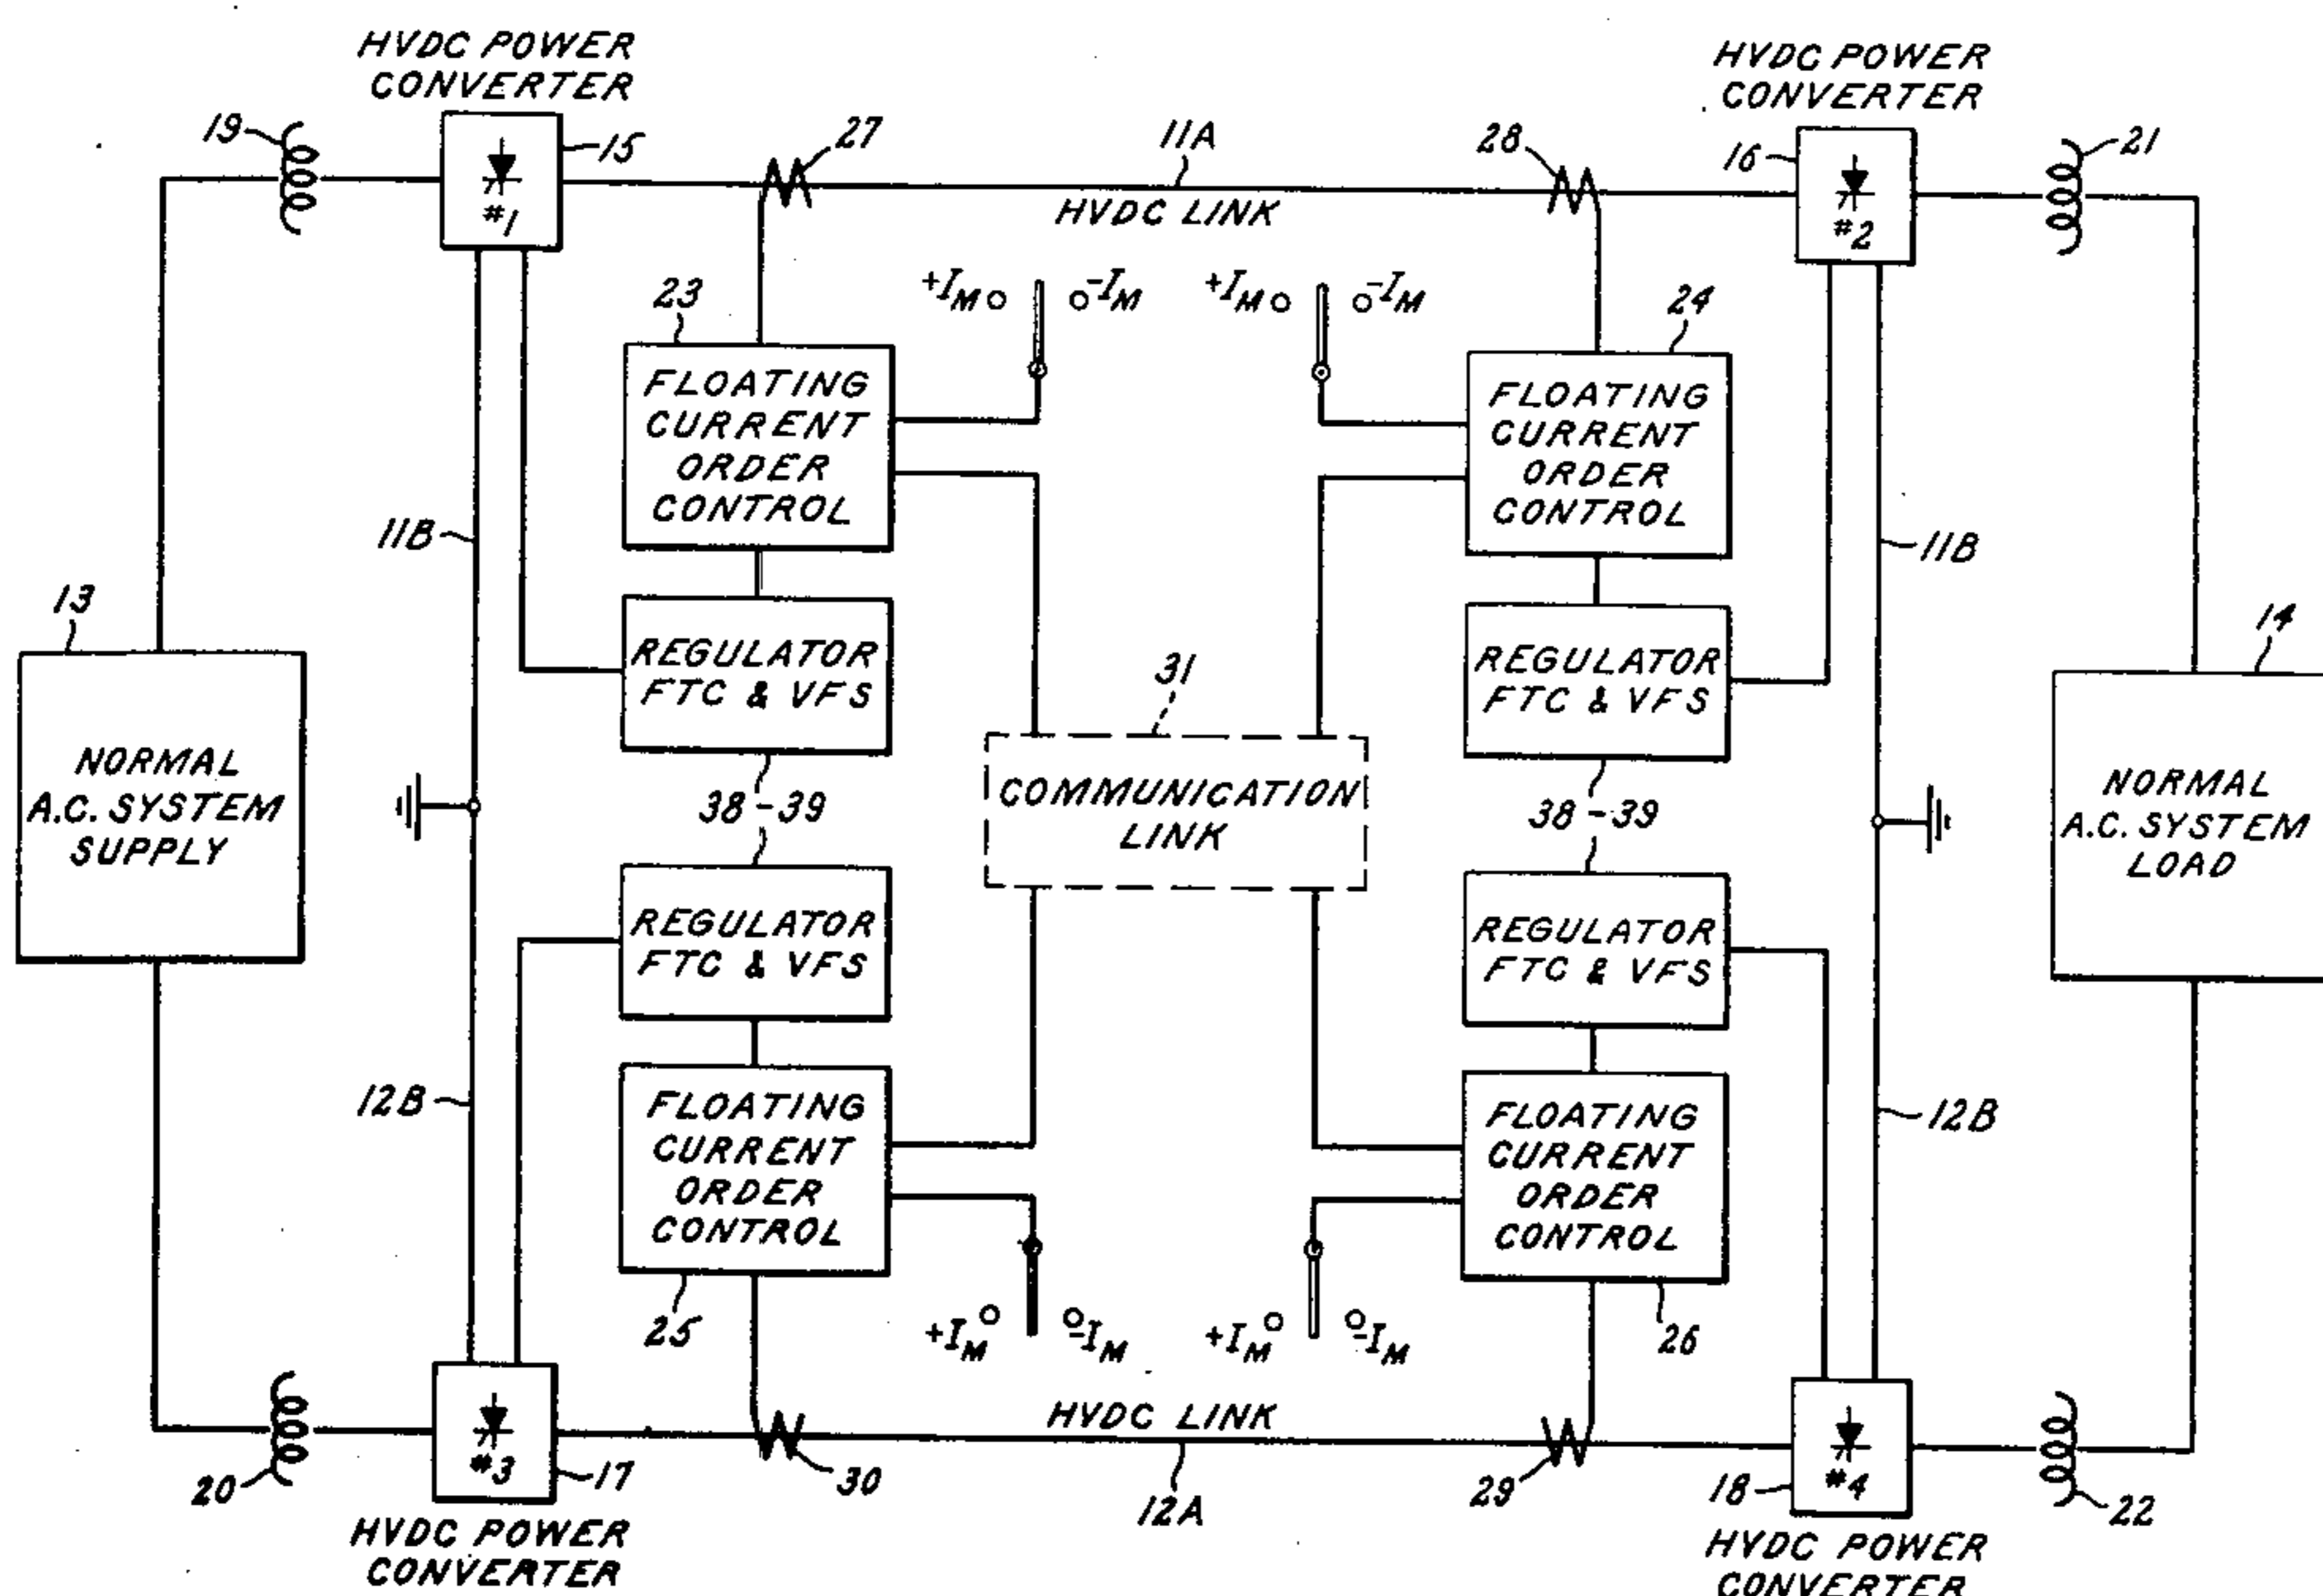 HVDC POWER
CONVERTER
HVDC POWER
CONVERTER
19
15
27
11A
28
16
21
#1
HVDC LINK
#2
23
+IM
-IM
+IM
-IM
24
FLOATING
CURRENT
ORDER
CONTROL
FLOATING
CURRENT
ORDER
CONTROL
11B
11B
13
14
REGULATOR
FTC & VFS
31
REGULATOR
FTC & VFS
NORMAL
A.C. SYSTEM
SUPPLY
38-39
COMMUNICATION
LINK
38-39
NORMAL
A.C. SYSTEM
LOAD
REGULATOR
FTC & VFS
REGULATOR
FTC & VFS
12B
12B
FLOATING
CURRENT
ORDER
CONTROL
FLOATING
CURRENT
ORDER
CONTROL
25
+IM
-IM
+IM
-IM
26
HVDC LINK
20
#3
17
30
12A
29
18
#4
22
HVDC POWER
CONVERTER
HVDC POWER
CONVERTER